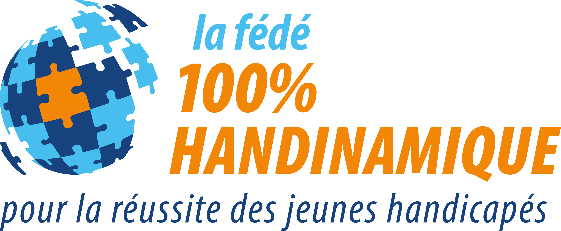 la fédé
100%
HANDINAMIQUE
pour la réussite des jeunes handicapés